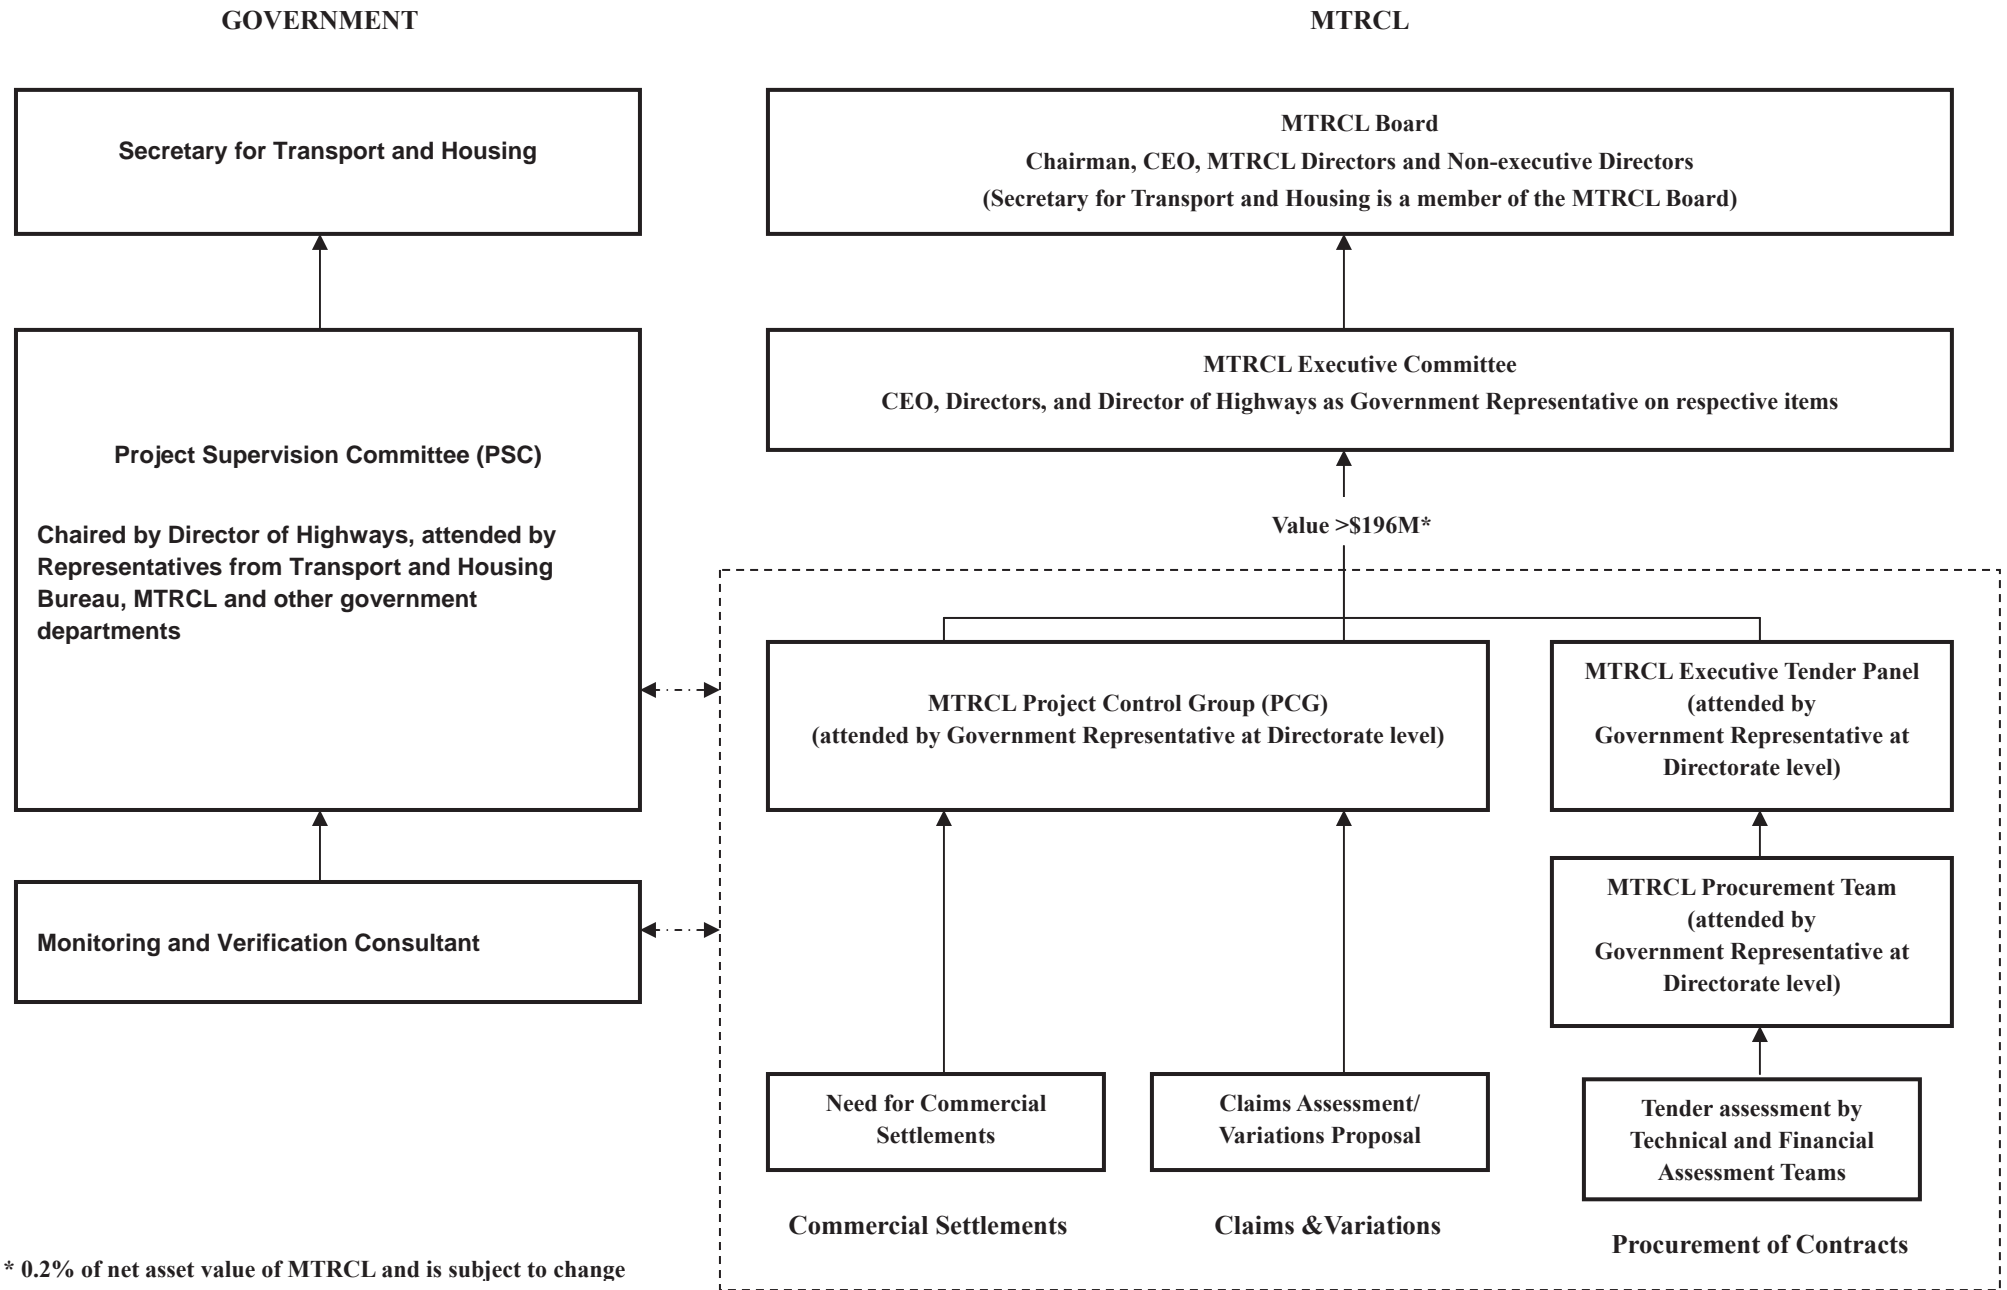 GOVERNMENT
MTRCL
Secretary for Transport and Housing
MTRCL Board
Chairman, CEO, MTRCL Directors and Non-executive Directors
(Secretary for Transport and Housing is a member of the MTRCL Board)
MTRCL Executive Committee
CEO, Directors, and Director of Highways as Government Representative on respective items
Project Supervision Committee (PSC)
Chaired by Director of Highways, attended by
Representatives from Transport and Housing
Bureau, MTRCL and other government
departments
Value >$196M*
MTRCL Project Control Group (PCG)
(attended by Government Representative at Directorate level)
MTRCL Executive Tender Panel
(attended by
Government Representative at
Directorate level)
Monitoring and Verification Consultant
MTRCL Procurement Team
(attended by
Government Representative at
Directorate level)
Need for Commercial
Settlements
Claims Assessment/
Variations Proposal
Tender assessment by
Technical and Financial
Assessment Teams
Commercial Settlements
Claims &Variations
Procurement of Contracts
* 0.2% of net asset value of MTRCL and is subject to change